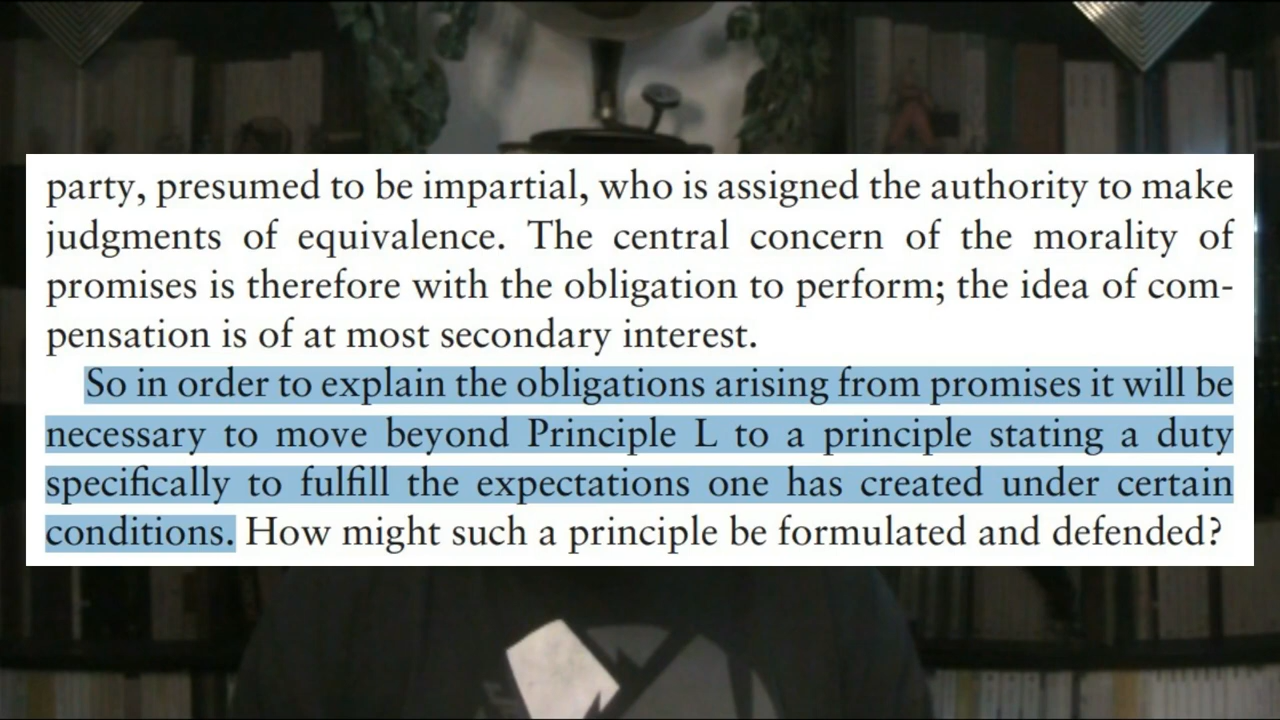 party, presumed to be impartial, who is assigned the authority to make
judgments of equivalence. The central concern of the morality of
promises is therefore with the obligation to perform; the idea of com-
pensation is of at most secondary interest.
So in order to explain the obligations arising from promises it will be
necessary to move beyond Principle L to a principle stating a duty
specifically to fulfill the expectations one has created under certain
conditions. How might such a principle be formulated and defended?